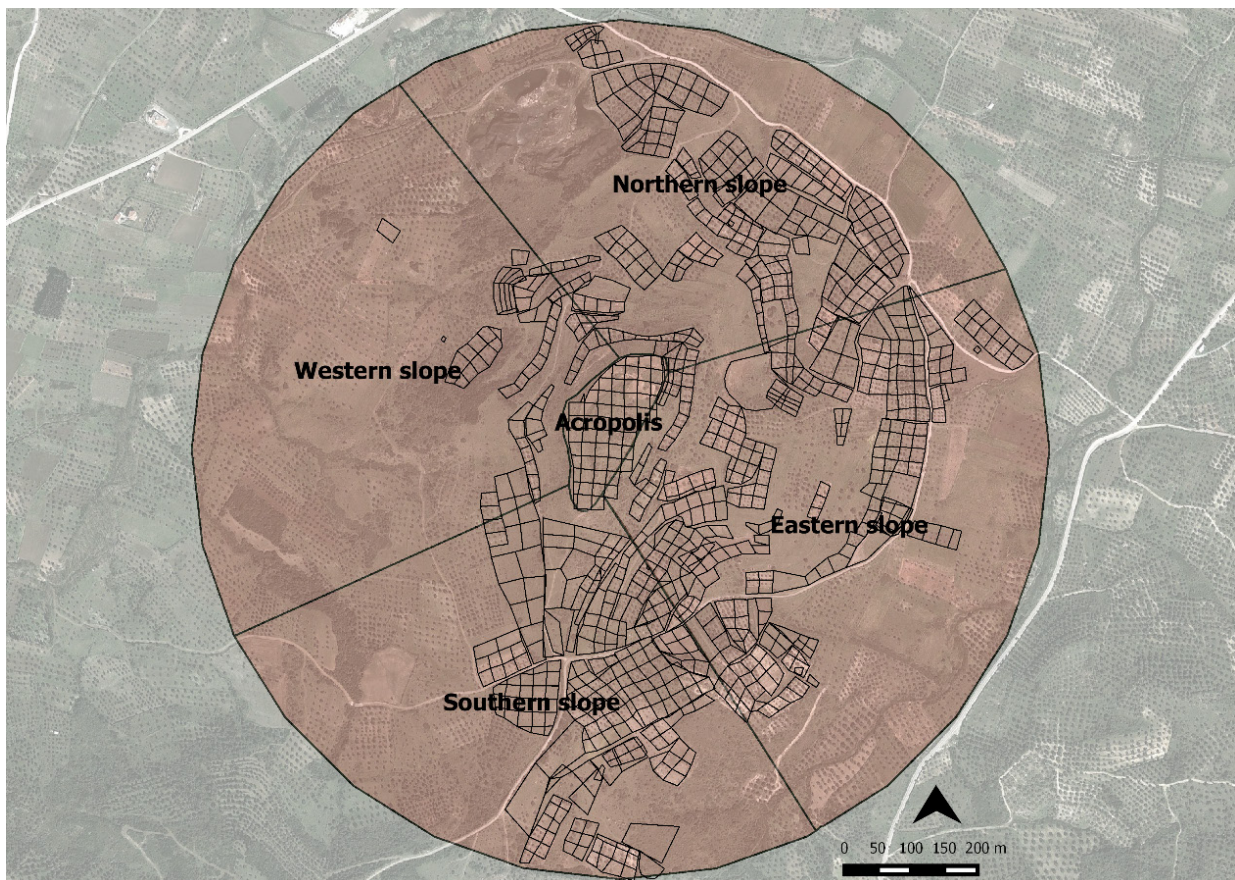 Northern slope
Western slope
Acropolis
Eastern slope
Southern slope
0 50 100 150 200 m